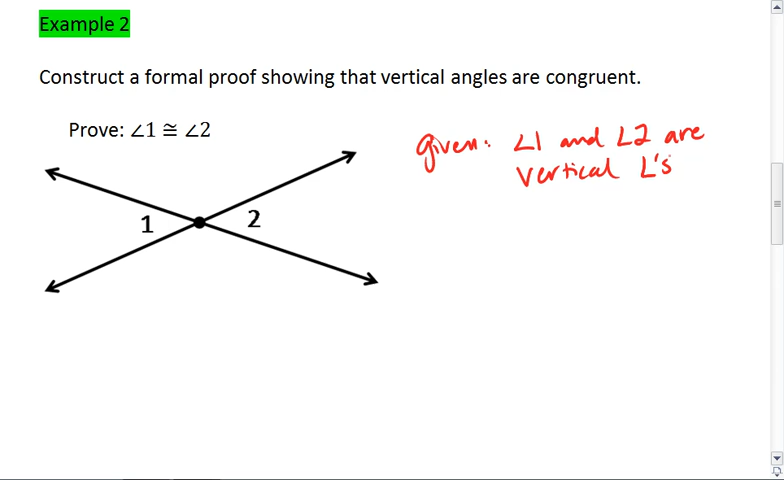 Example 2
Construct a formal proof showing that vertical angles are congruent.
Prove: ∠1 ≅ ∠2
given: ∠1 and ∠2 are
vertical ∠'s
1
2